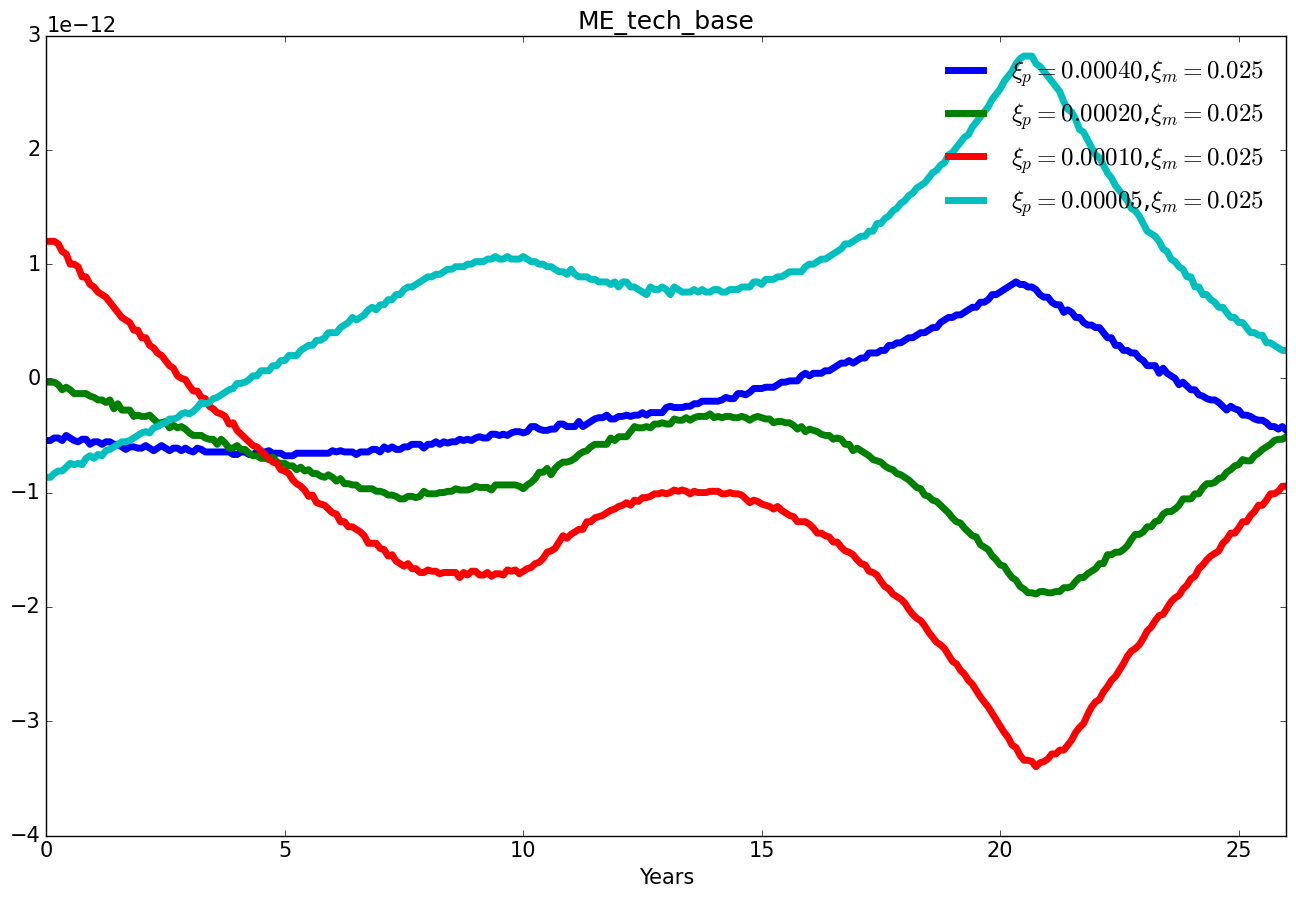 ME_tech_base
1e−12
3
2
1
0
−1
−2
−3
−4
ξp = 0.00040,ξm = 0.025
ξp = 0.00020,ξm = 0.025
ξp = 0.00010,ξm = 0.025
ξp = 0.00005,ξm = 0.025
0 5 10 15 20 25
Years